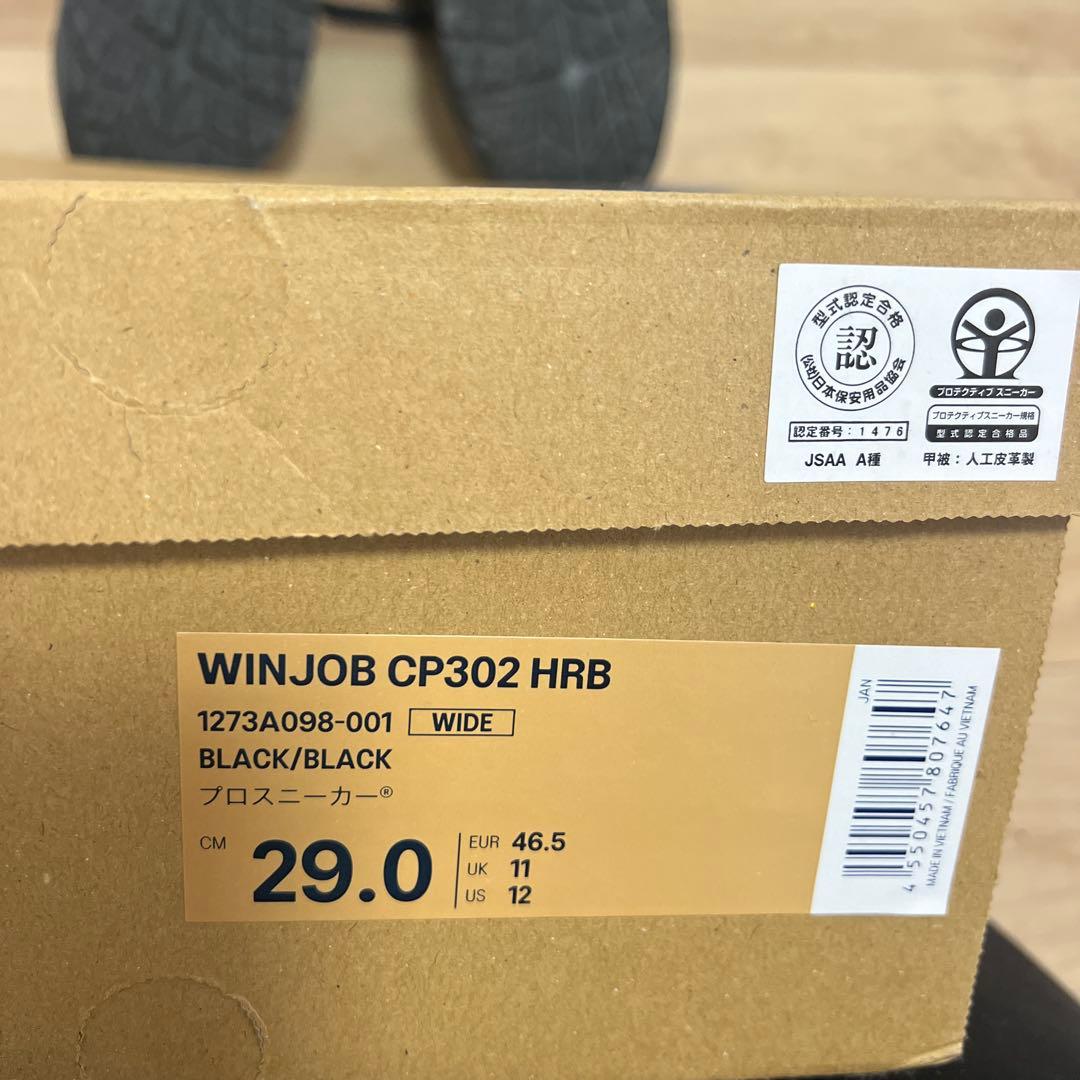 型式認定合格
認
(公社)日本保安用品協会
認定番号:1476
JSAA A種
プロテクティブ スニーカー
プロテクティブスニーカー規格
型式認定合格品
甲被:人工皮革製
WINJOB CP302 HRB
1273A098-001 WIDE
BLACK/BLACK
プロスニーカー®
CM 29.0
EUR 46.5
UK 11
US 12
JAN
4550457807647
MADE IN VIETNAM / FABRIQUE AU VIETNAM